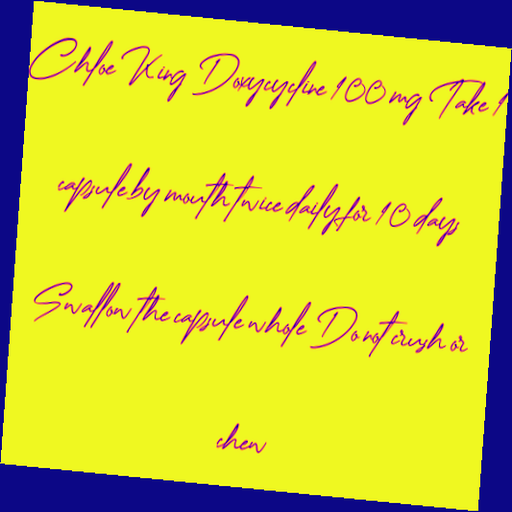 Chloe King Doxycycline 100 mg Take 1
capsule by mouth twice daily for 10 days
Swallow the capsule whole Do not crush or
chew